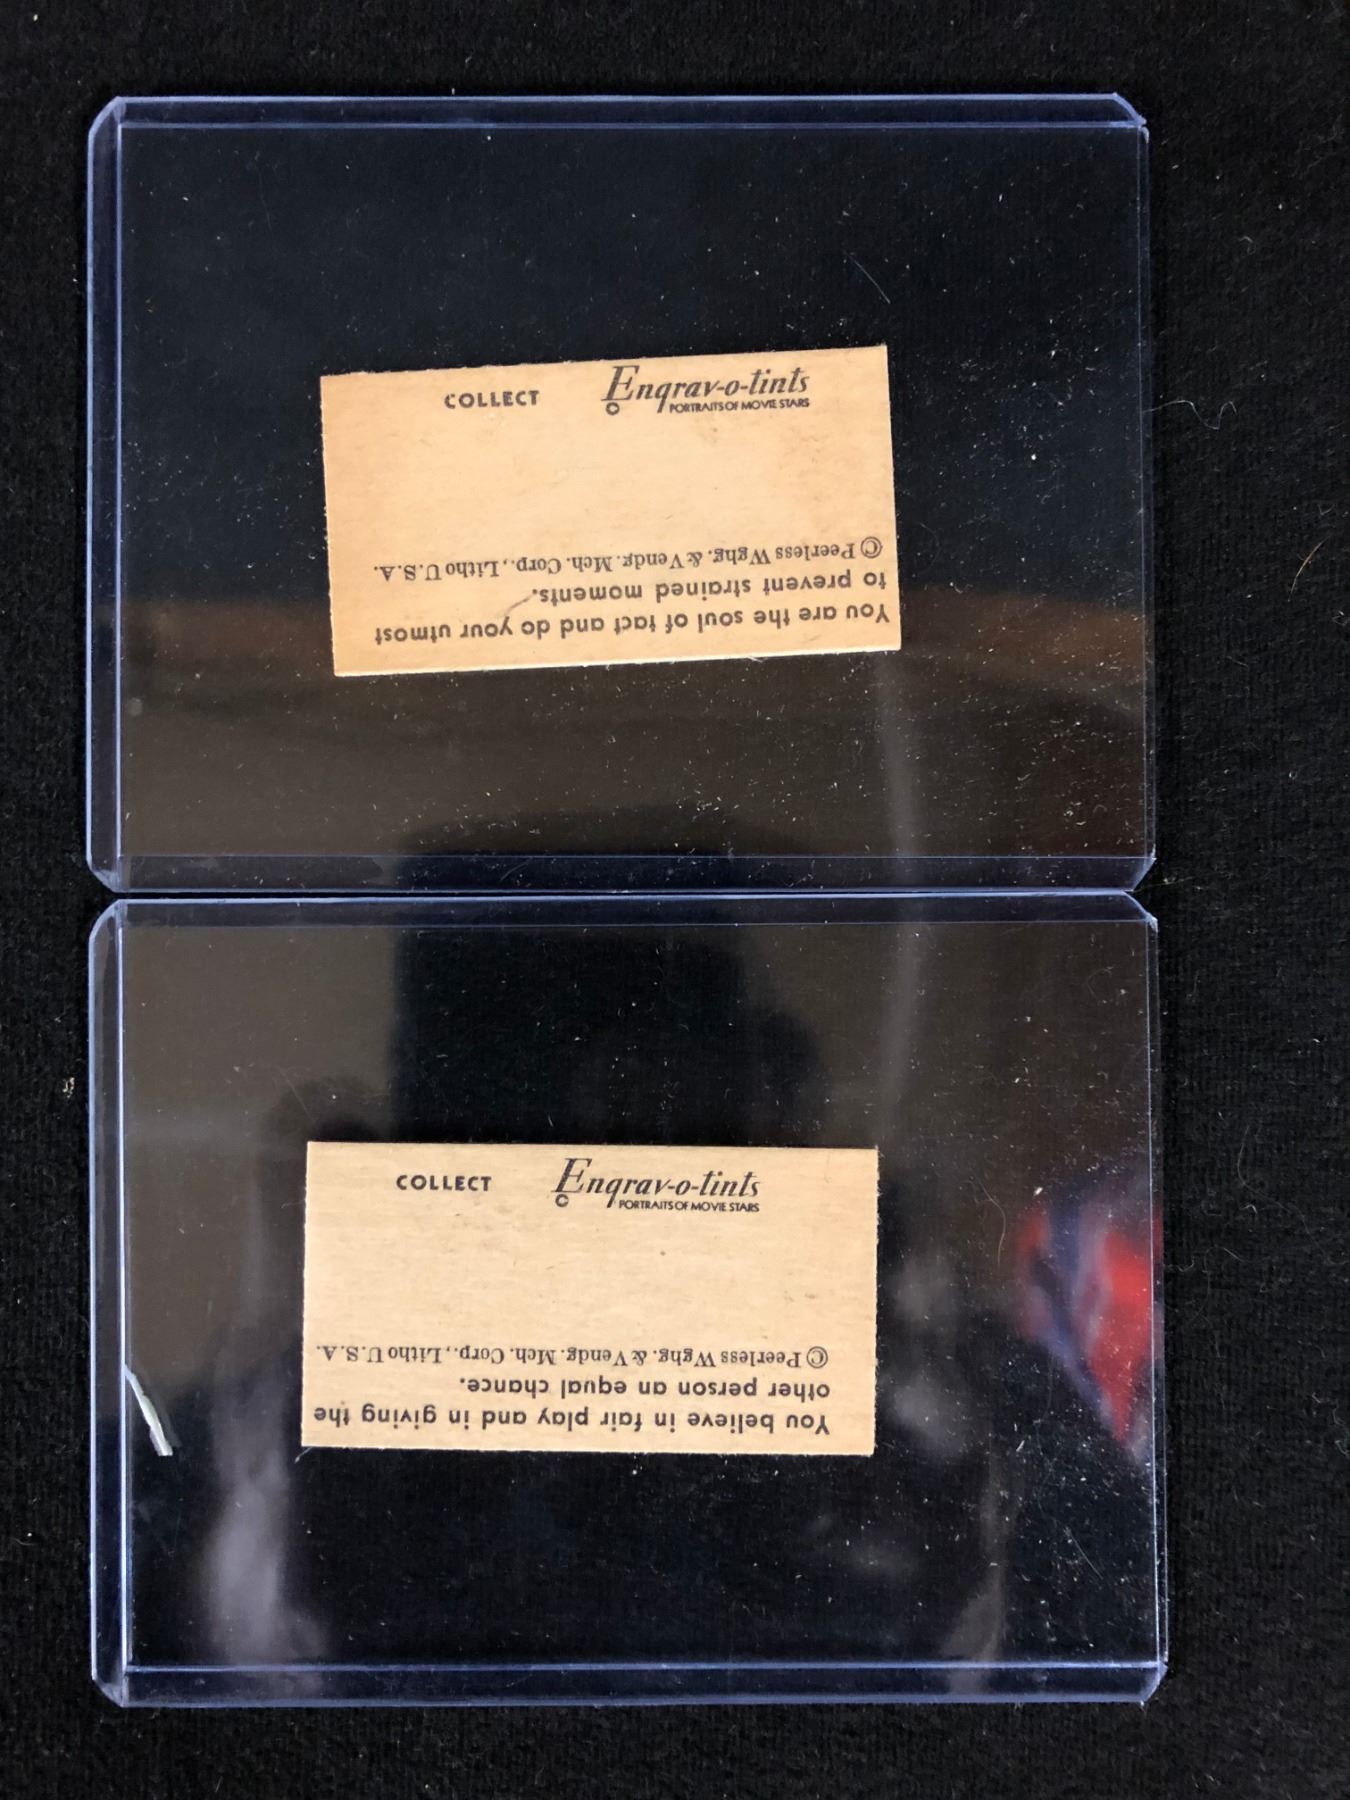 COLLECT Engrav-o-tints
© PORTRAITS OF MOVIE STARS
You are the soul of tact and do your utmost
to prevent strained moments.
© Peerless Wghg. & Vendg. Mch. Corp., Litho U.S.A.
COLLECT Engrav-o-tints
© PORTRAITS OF MOVIE STARS
You believe in fair play and in giving the
other person an equal chance.
© Peerless Wghg. & Vendg. Mch. Corp., Litho U.S.A.